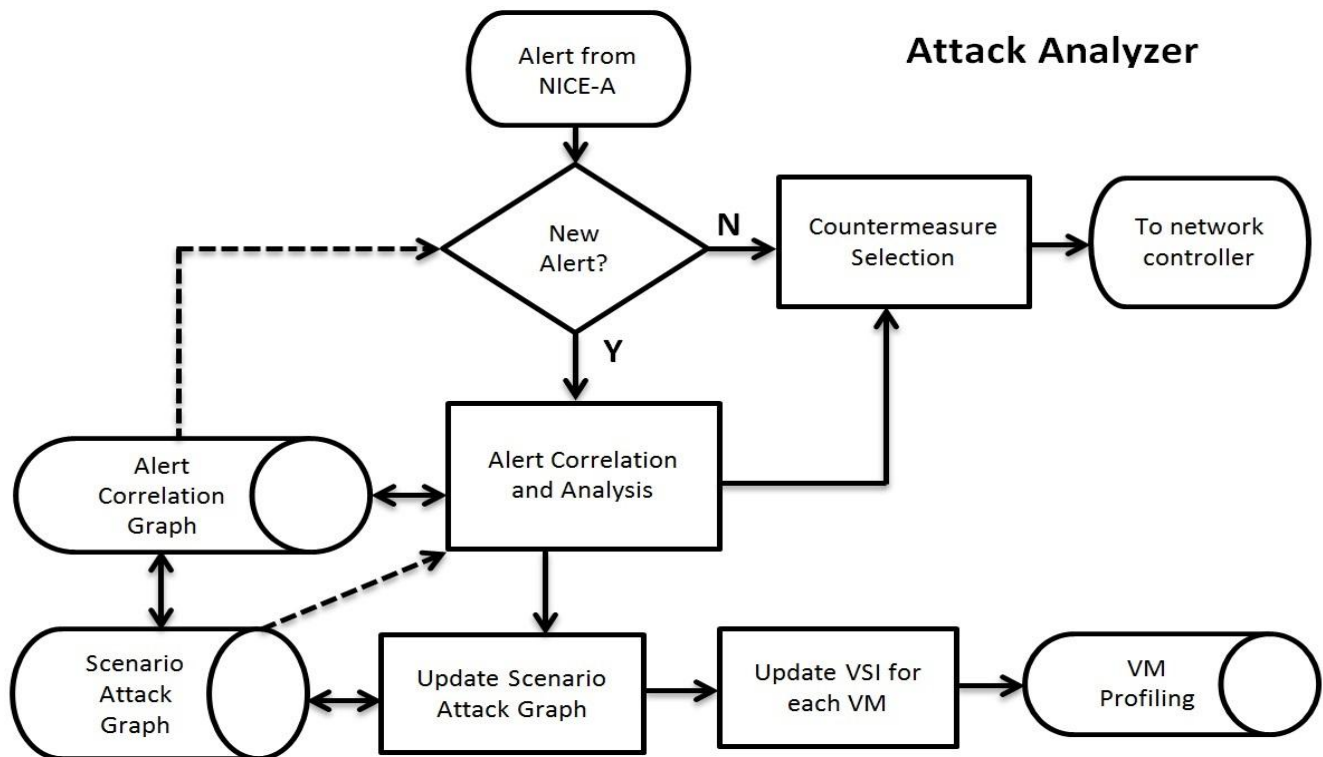 Attack Analyzer
Alert from
NICE-A
New
Alert?
N
Countermeasure
Selection
To network
controller
Y
Alert Correlation
and Analysis
Alert
Correlation
Graph
Scenario
Attack
Graph
Update Scenario
Attack Graph
Update VSI for
each VM
VM
Profiling